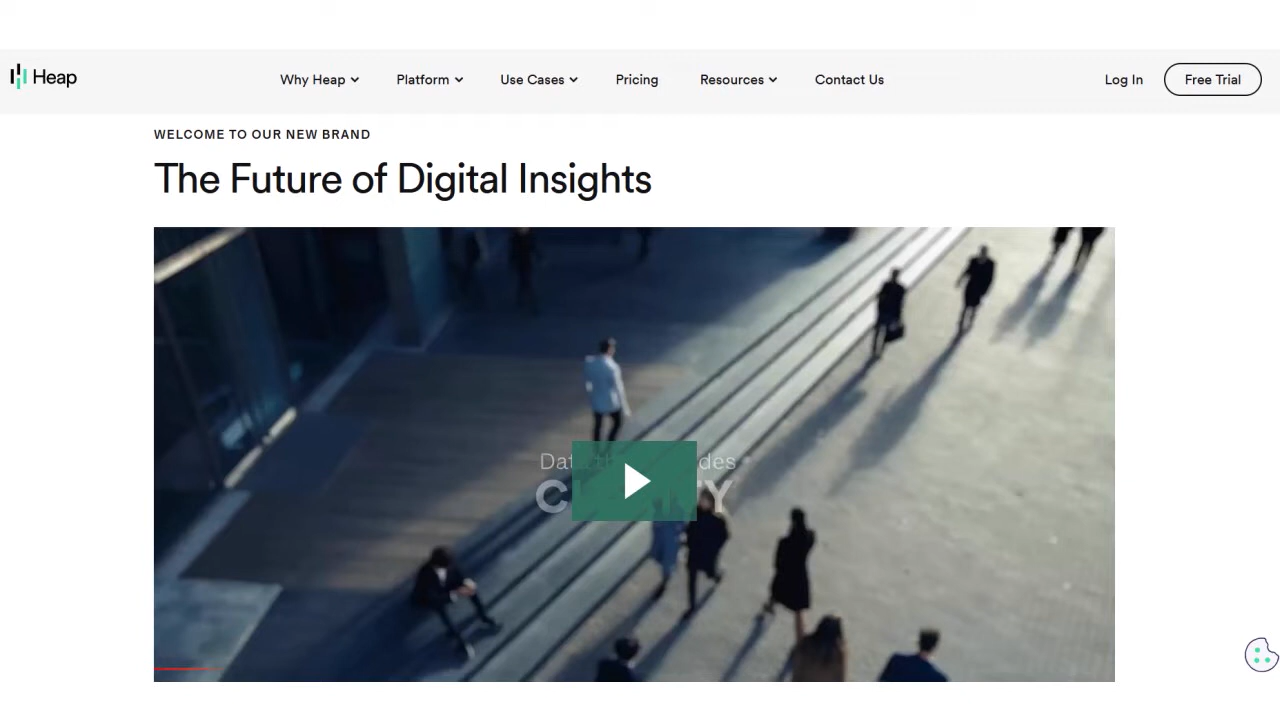 Heap
Why Heap
Platform
Use Cases
Pricing
Resources
Contact Us
Log In
Free Trial
WELCOME TO OUR NEW BRAND
The Future of Digital Insights